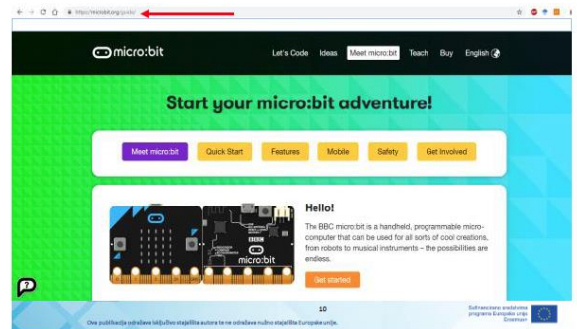 https://microbit.org/guide/
micro:bit
Let's Code Ideas Meet micro:bit Teach Buy English
Start your micro:bit adventure!
Meet micro:bit Quick Start Features Mobile Safety Get Involved
Hello!
The BBC micro:bit is a handheld, programmable micro-
computer that can be used for all sorts of cool creations,
from robots to musical instruments – the possibilities are
endless.
Get started
BBC
micro:bit
10
Ova publikacija odražava isključivo stajališta autora te ne odražava nužno stajališta Europske unije.
Sufinancirano sredstvima
programa Europske unije
Erasmus+